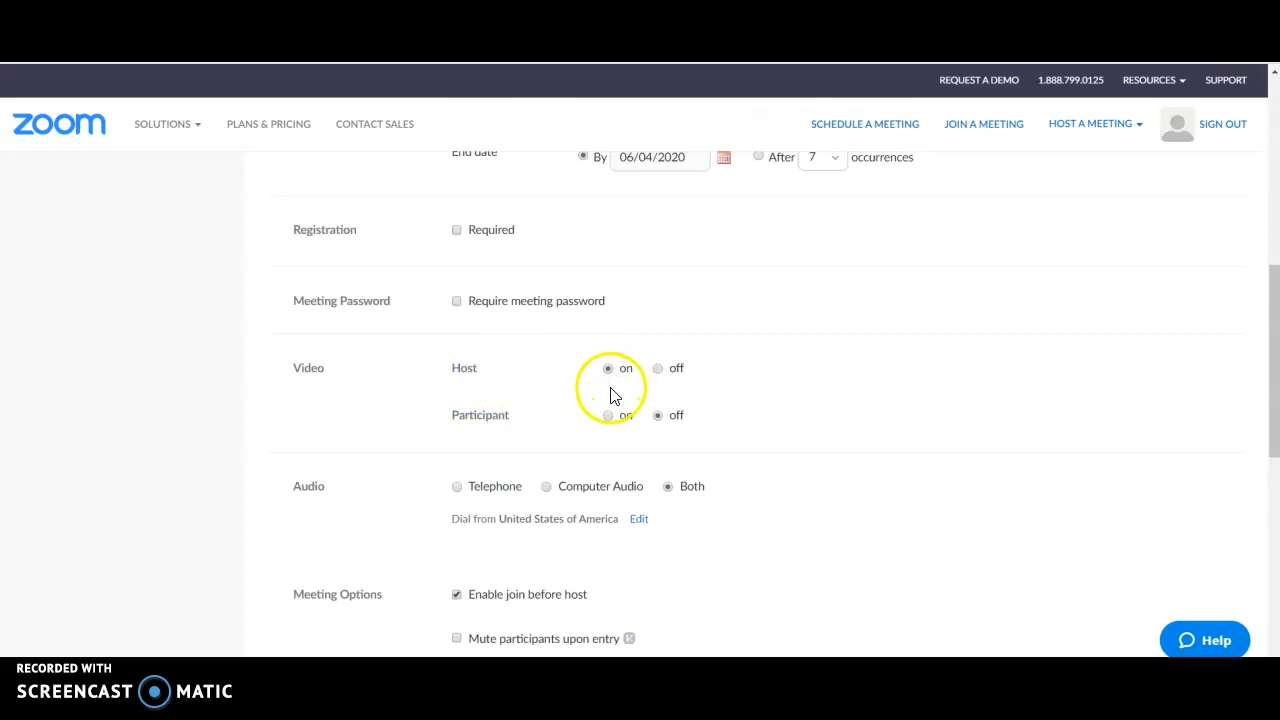 REQUEST A DEMO 1.888.799.0125 RESOURCES SUPPORT
zoom SOLUTIONS PLANS & PRICING CONTACT SALES SCHEDULE A MEETING JOIN A MEETING HOST A MEETING SIGN OUT
End date By 06/04/2020 After 7 occurrences
Registration Required
Meeting Password Require meeting password
Video Host on off
Participant on off
Audio Telephone Computer Audio Both
Dial from United States of America Edit
Meeting Options Enable join before host
Mute participants upon entry
Help
RECORDED WITH
SCREENCAST MATIC